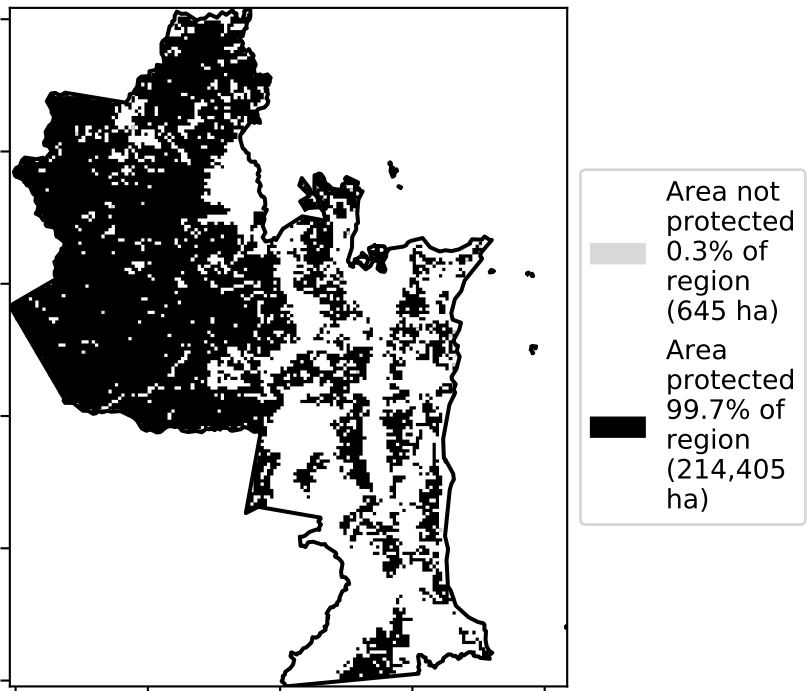 Area not
protected
0.3% of
region
(645 ha)
Area
protected
99.7% of
region
(214,405
ha)